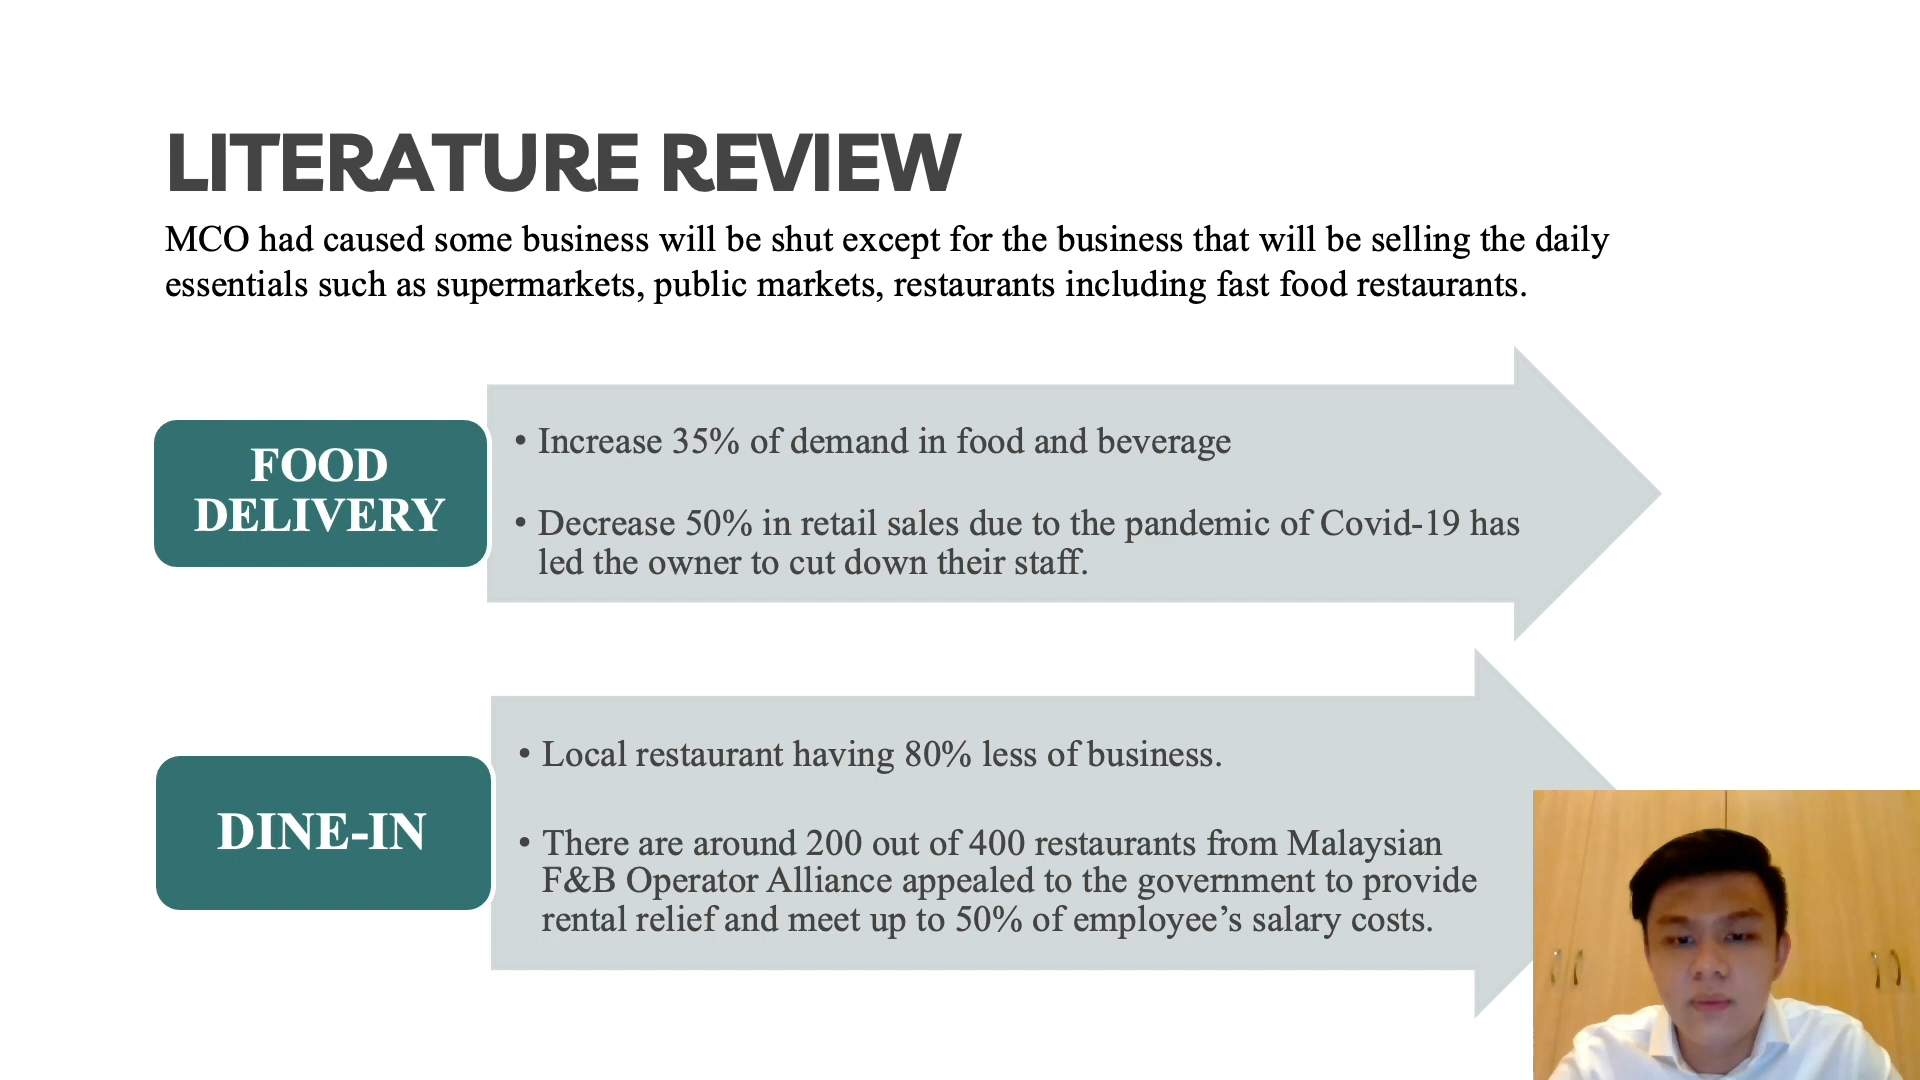 LITERATURE REVIEW
MCO had caused some business will be shut except for the business that will be selling the daily
essentials such as supermarkets, public markets, restaurants including fast food restaurants.
FOOD
DELIVERY
• Increase 35% of demand in food and beverage
• Decrease 50% in retail sales due to the pandemic of Covid-19 has
led the owner to cut down their staff.
DINE-IN
• Local restaurant having 80% less of business.
• There are around 200 out of 400 restaurants from Malaysian
F&B Operator Alliance appealed to the government to provide
rental relief and meet up to 50% of employee’s salary costs.